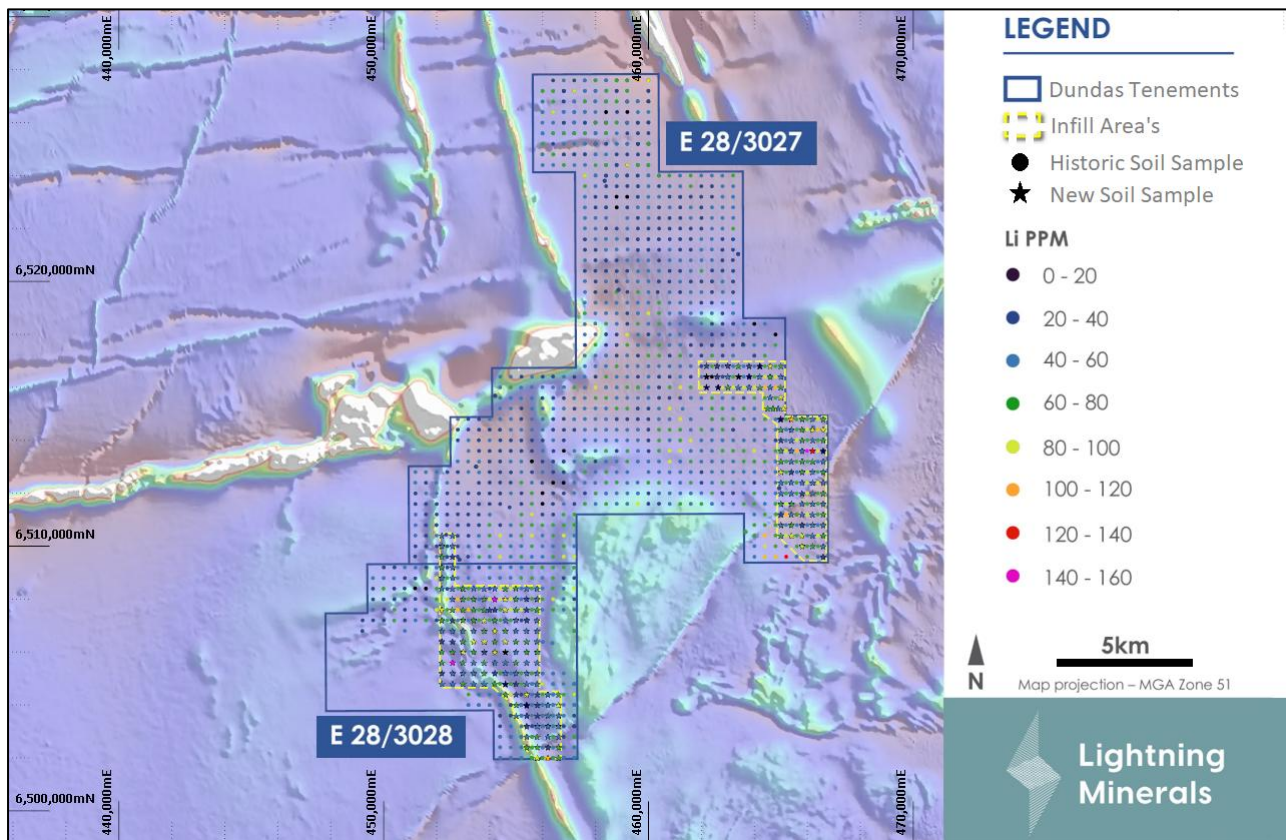 440,000mE
450,000mE
460,000mE
470,000mE
E 28/3027
6,520,000mN
6,510,000mN
E 28/3028
6,500,000mN
440,000mE
450,000mE
460,000mE
470,000mE
LEGEND
Dundas Tenements
Infill Area's
Historic Soil Sample
New Soil Sample
Li PPM
0 - 20
20 - 40
40 - 60
60 - 80
80 - 100
100 - 120
120 - 140
140 - 160
5km
N
Map projection – MGA Zone 51
Lightning
Minerals